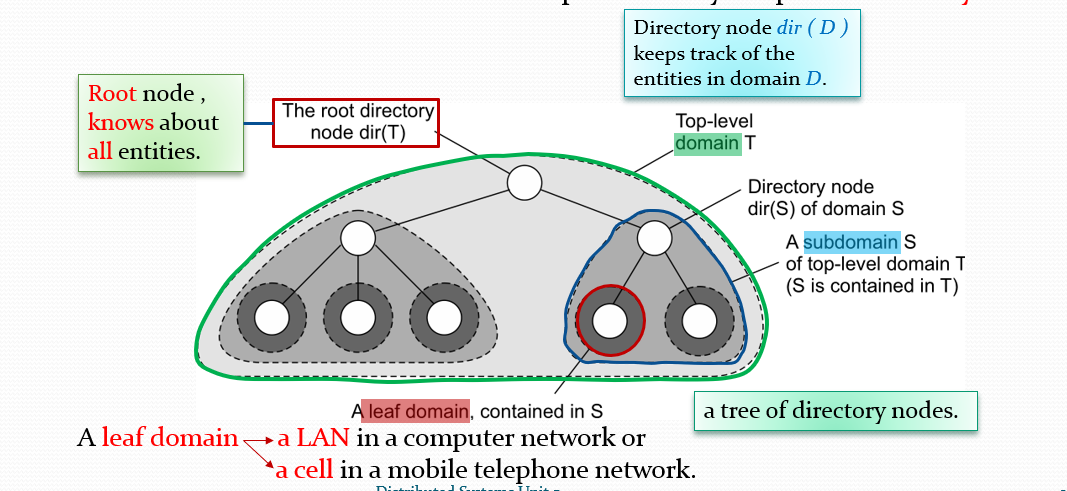 Directory node dir ( D )
keeps track of the
entities in domain D.
Root node ,
knows about
all entities.
The root directory
node dir(T)
Top-level
domain T
Directory node
dir(S) of domain S
A subdomain S
of top-level domain T
(S is contained in T)
A leaf domain, contained in S
a tree of directory nodes.
A leaf domain a LAN in a computer network or
a cell in a mobile telephone network.
Distributed Systems Unit